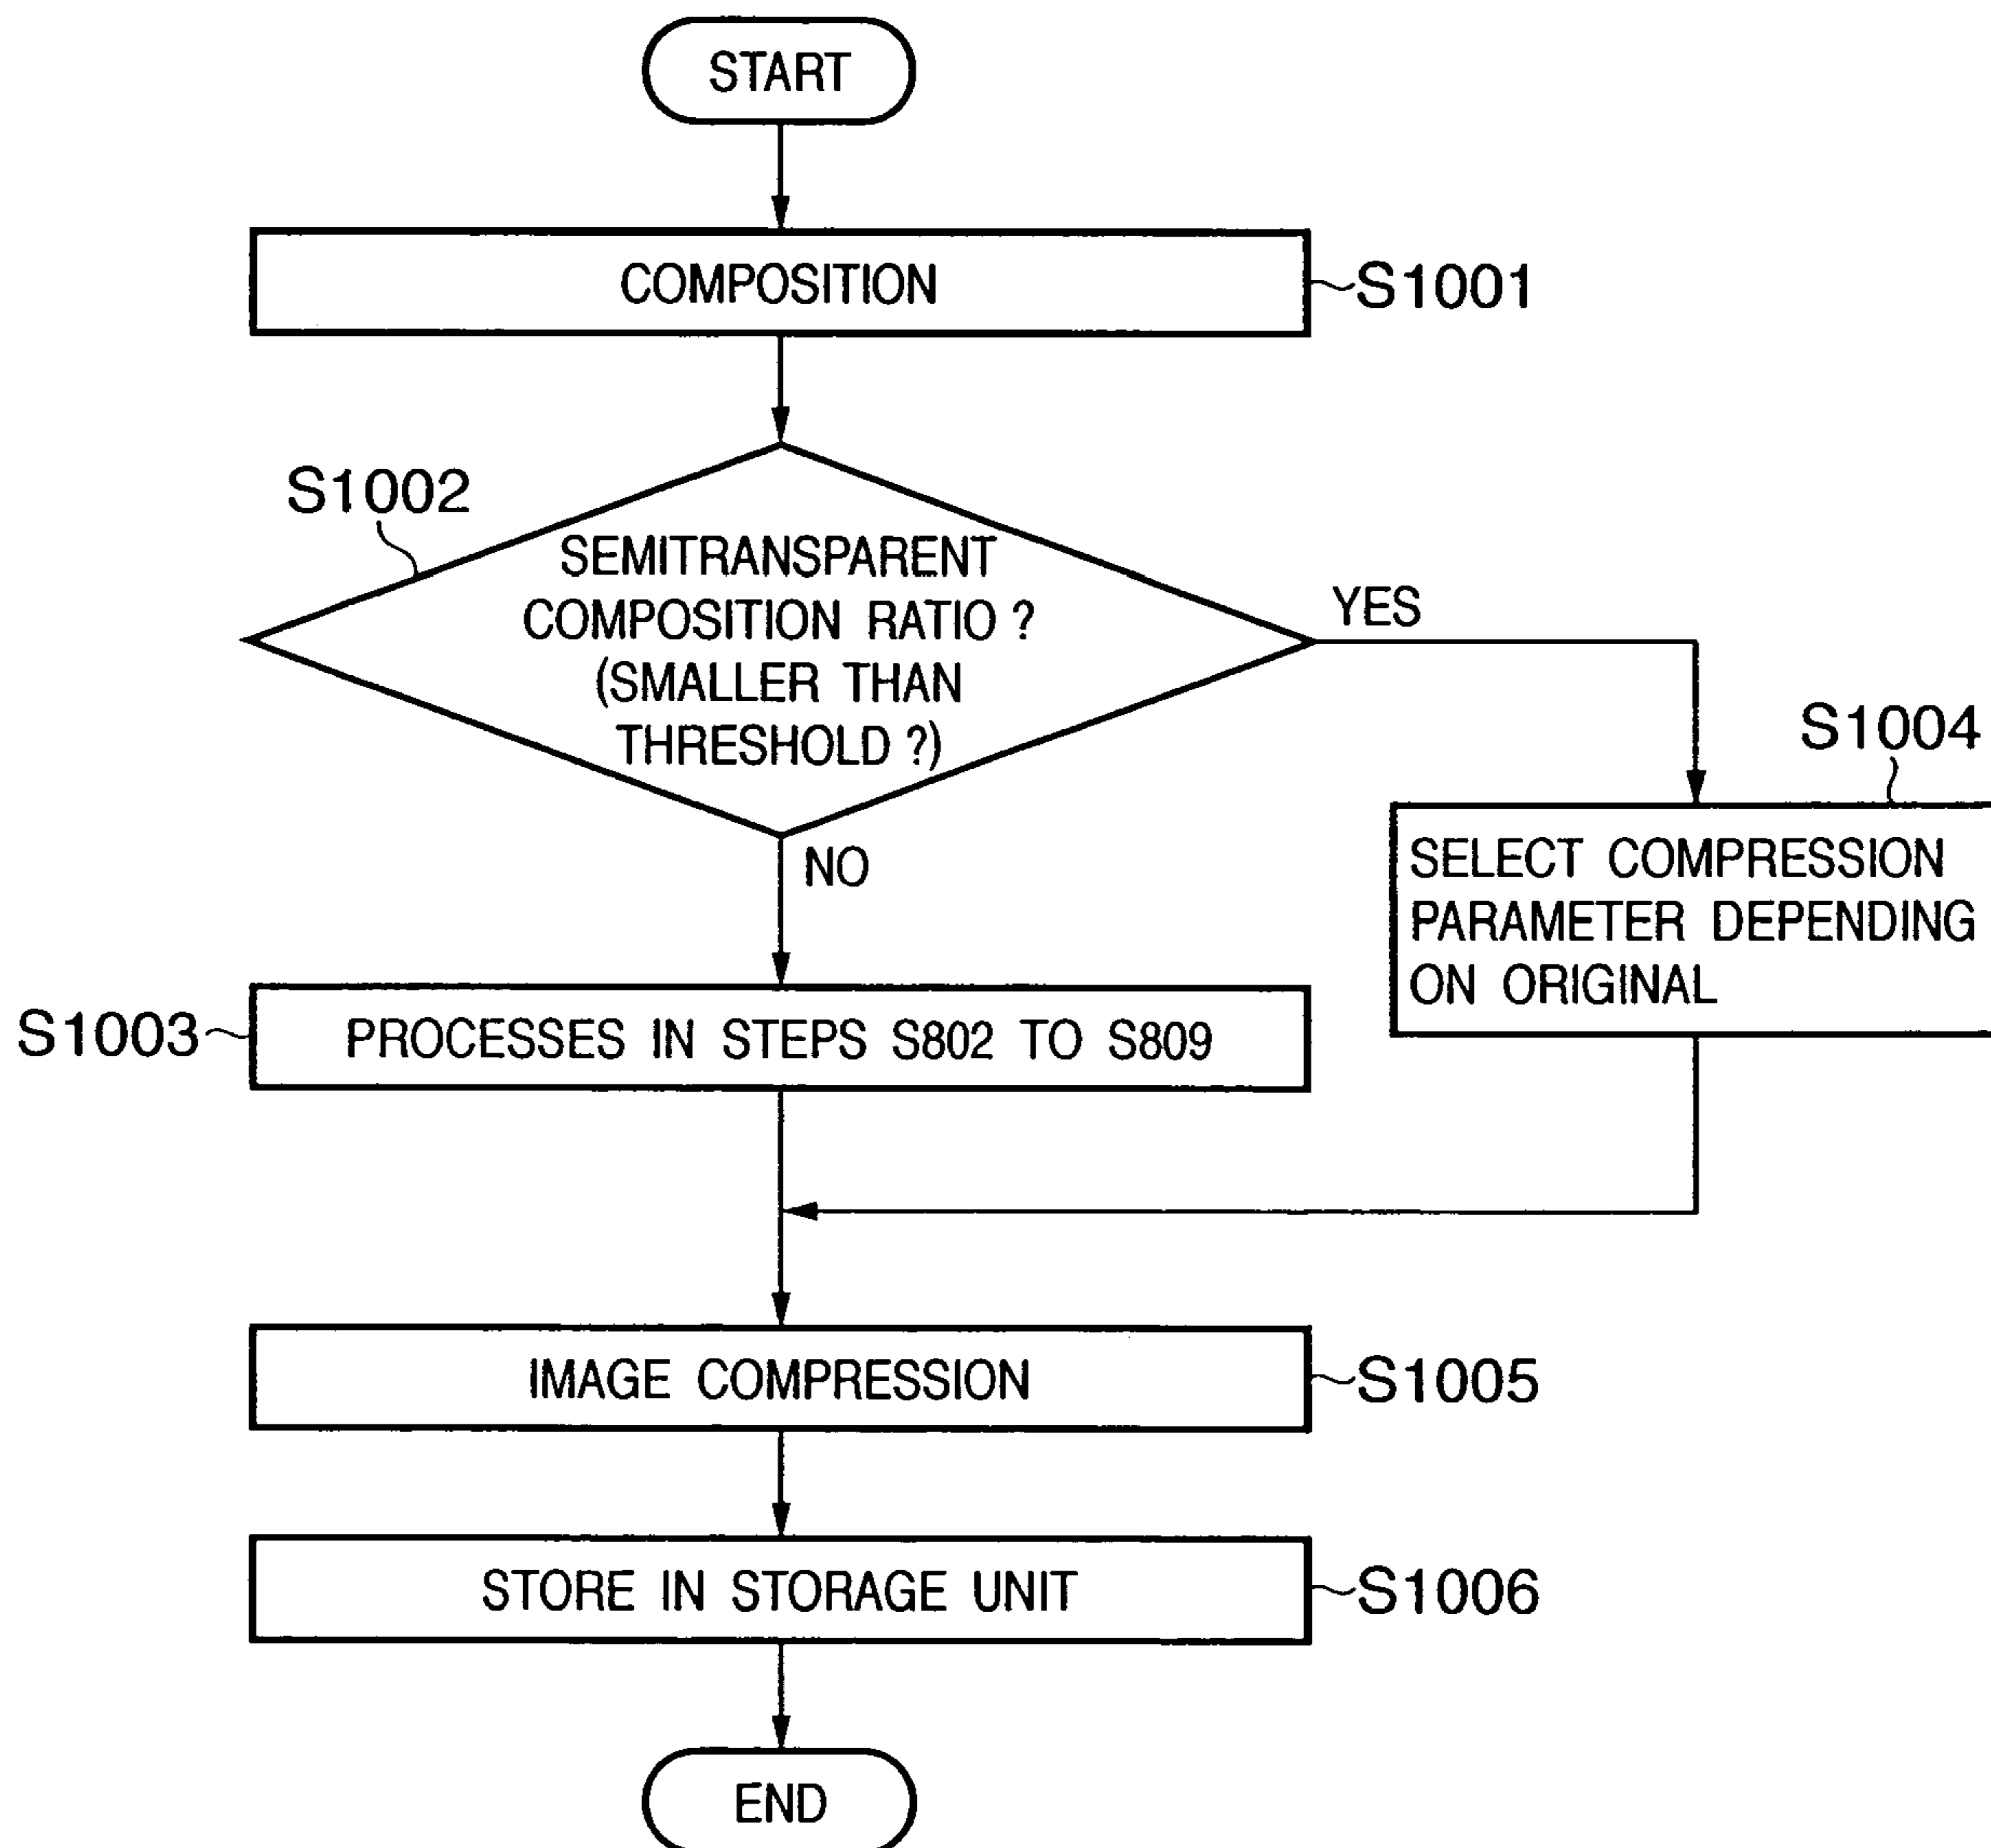 START
COMPOSITION
S1001
S1002
SEMITRANSPARENT
COMPOSITION RATIO ?
(SMALLER THAN
THRESHOLD ?)
YES
NO
S1004
SELECT COMPRESSION
PARAMETER DEPENDING
ON ORIGINAL
S1003
PROCESSES IN STEPS S802 TO S809
IMAGE COMPRESSION
S1005
STORE IN STORAGE UNIT
S1006
END